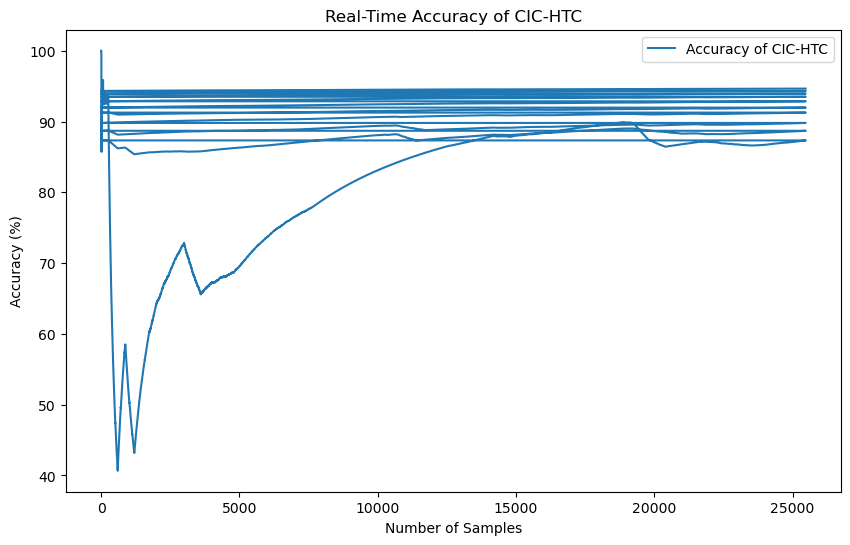 Real-Time Accuracy of CIC-HTC
Accuracy of CIC-HTC
100
90
80
70
60
50
40
Accuracy (%)
0 5000 10000 15000 20000 25000
Number of Samples